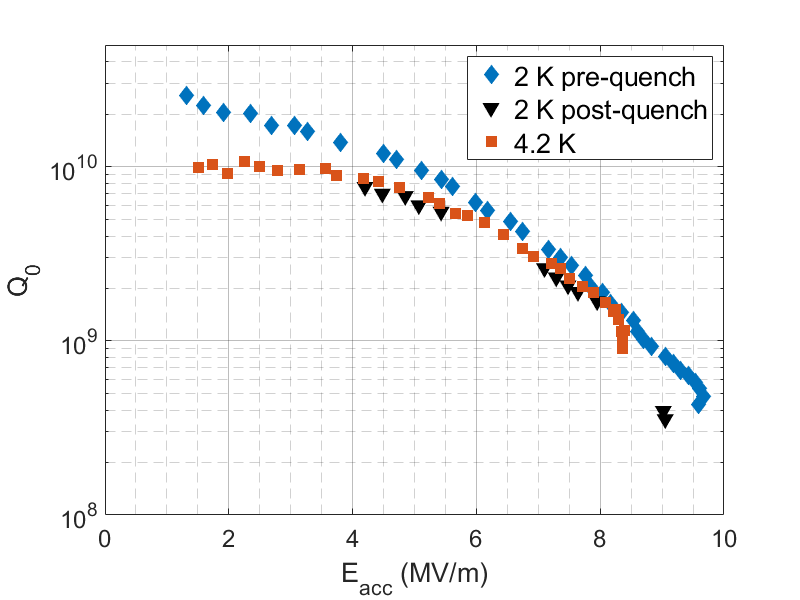 2 K pre-quench
2 K post-quench
4.2 K
10^10
10^9
10^8
Q_0
0 2 4 6 8 10
E_acc (MV/m)